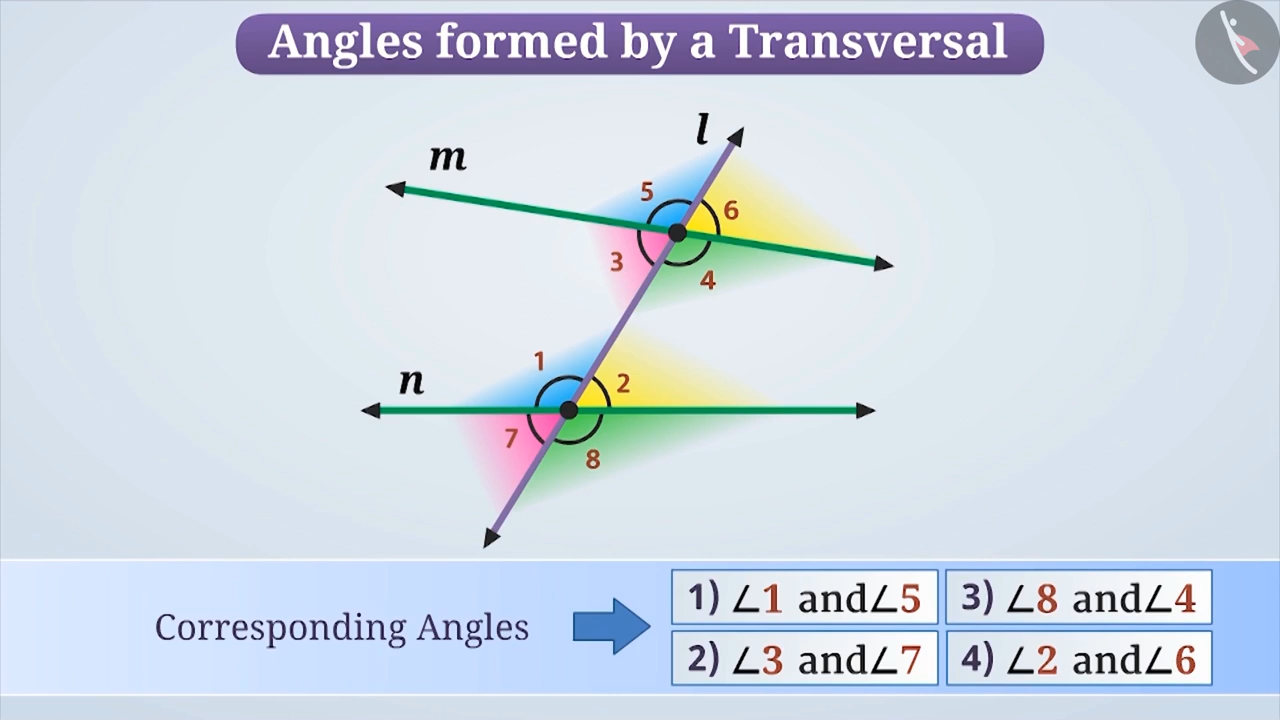 Angles formed by a Transversal
l
m
5
6
3
4
1
n
2
7
8
Corresponding Angles
1) ∠1 and∠5
3) ∠8 and∠4
2) ∠3 and∠7
4) ∠2 and∠6